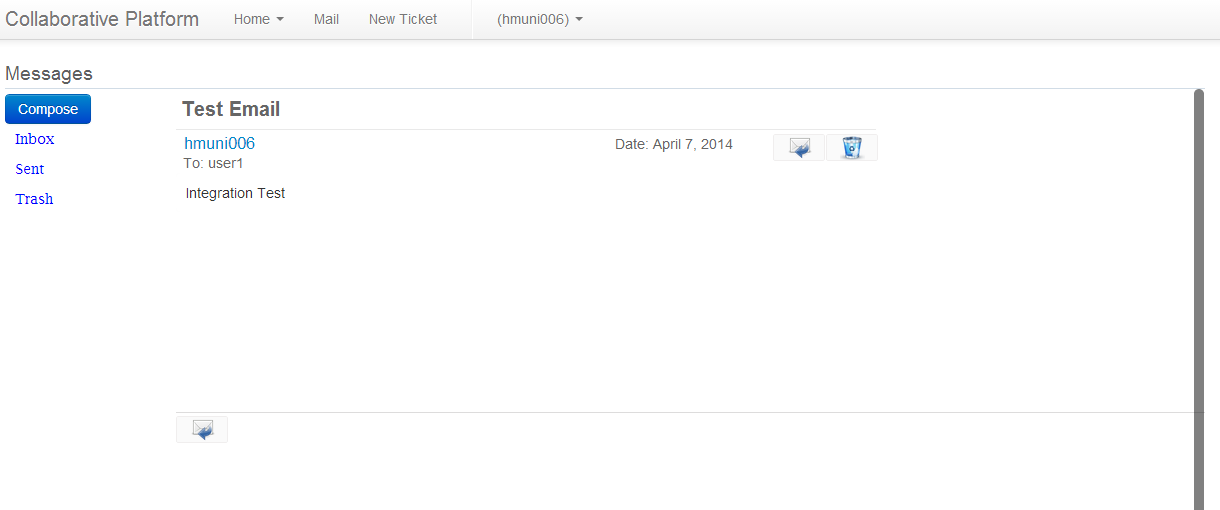 Collaborative Platform Home Mail New Ticket (hmuni006)
Messages
Compose
Inbox
Sent
Trash
Test Email
hmuni006 Date: April 7, 2014
To: user1
Integration Test